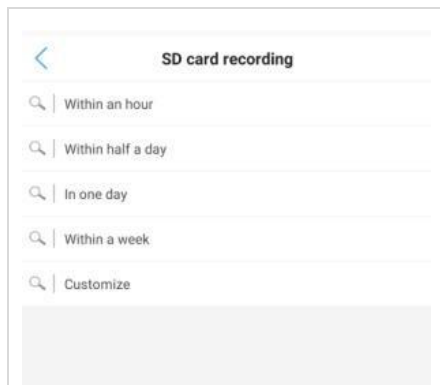 SD card recording
Within an hour
Within half a day
In one day
Within a week
Customize